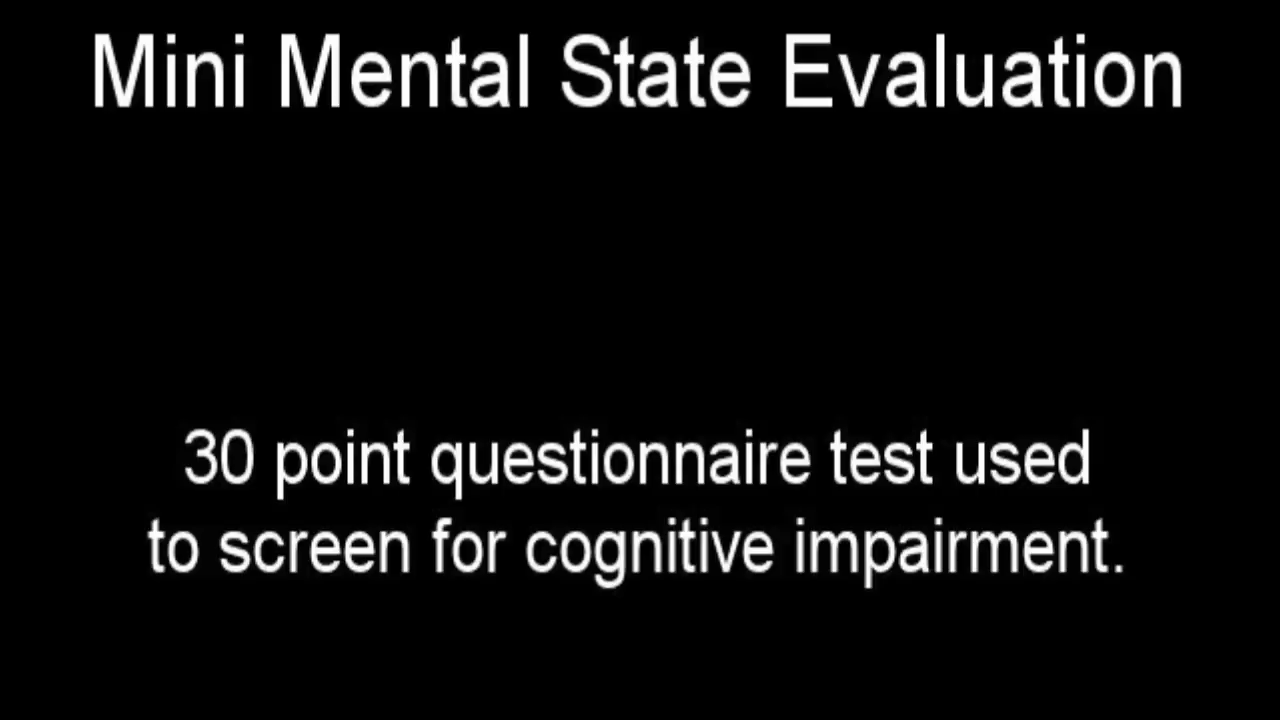 Mini Mental State Evaluation
30 point questionnaire test used
to screen for cognitive impairment.